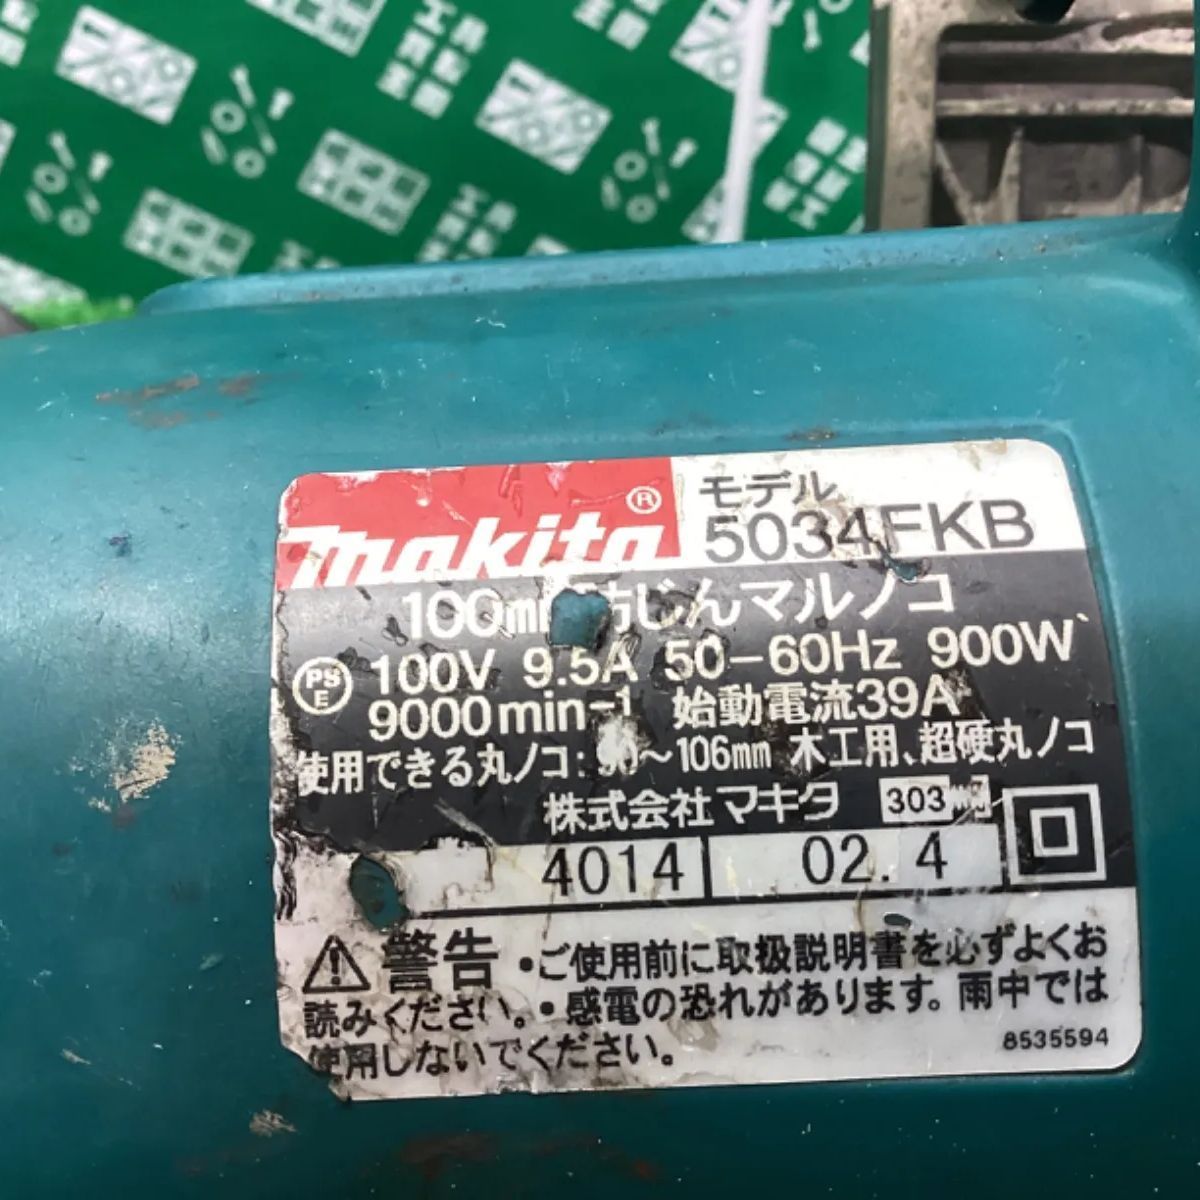 makita®
モデル
5034FKB
100mm防じんマルノコ
PSE 100V 9.5A 50-60Hz 900W
9000min-1 始動電流39A
使用できる丸ノコ:90~106mm 木工用、超硬丸ノコ
株式会社マキタ 303
4014 02.4
警告 •ご使用前に取扱説明書を必ずよくお
読みください。•感電の恐れがあります。雨中では
使用しないでください。
8535594